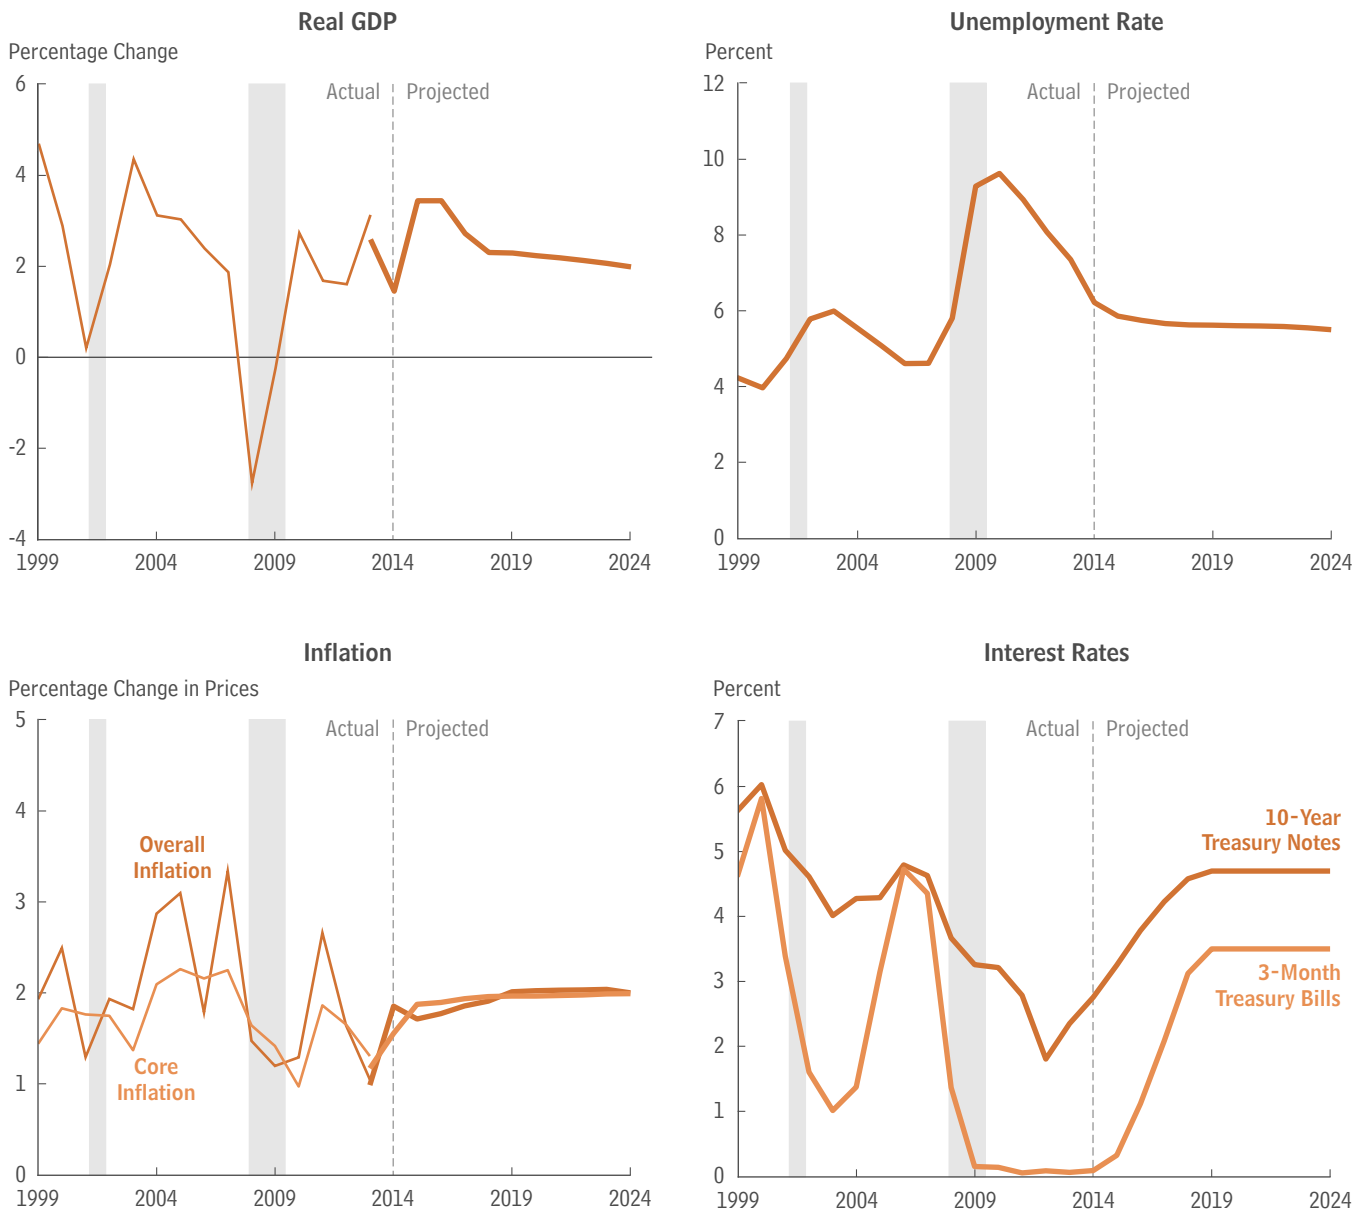 Real GDP
Percentage Change
6
4
2
0
-2
-4
Actual
Projected
1999 2004 2009 2014 2019 2024
Unemployment Rate
Percent
12
10
8
6
4
2
0
Actual
Projected
1999 2004 2009 2014 2019 2024
Inflation
Percentage Change in Prices
5
4
3
2
1
0
Actual
Projected
Overall
Inflation
Core
Inflation
1999 2004 2009 2014 2019 2024
Interest Rates
Percent
7
6
5
4
3
2
1
0
Actual
Projected
10-Year
Treasury Notes
3-Month
Treasury Bills
1999 2004 2009 2014 2019 2024